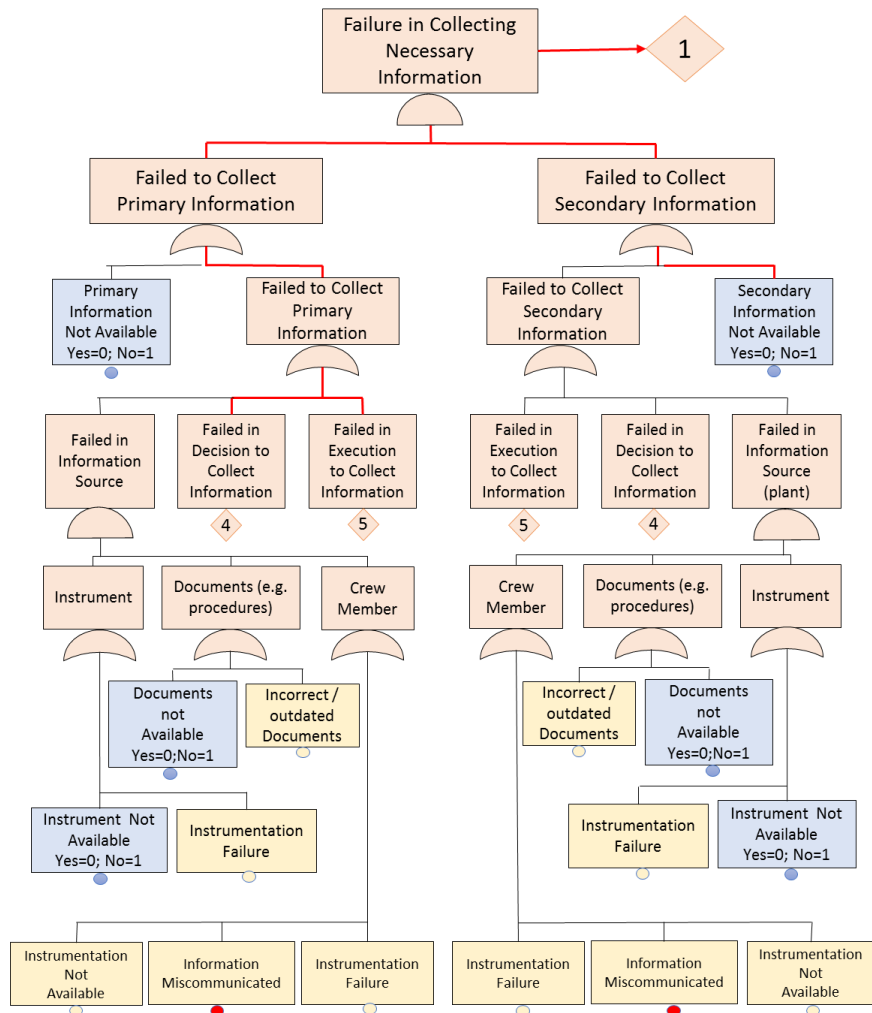 Failure in Collecting
Necessary
Information
1
Failed to Collect
Primary Information
Failed to Collect
Secondary Information
Primary
Information
Not Available
Yes=0; No=1
Failed to Collect
Primary
Information
Failed to Collect
Secondary
Information
Secondary
Information
Not Available
Yes=0; No=1
Failed in
Information
Source
Failed in
Decision to
Collect
Information
Failed in
Execution
to Collect
Information
Failed in
Execution
to Collect
Information
Failed in
Decision to
Collect
Information
Failed in
Information
Source
(plant)
4
5
5
4
Instrument
Documents (e.g.
procedures)
Crew
Member
Crew
Member
Documents (e.g.
procedures)
Instrument
Documents
not
Available
Yes=0;No=1
Incorrect /
outdated
Documents
Incorrect /
outdated
Documents
Documents
not
Available
Yes=0;No=1
Instrument Not
Available
Yes=0; No=1
Instrumentation
Failure
Instrumentation
Failure
Instrument Not
Available
Yes=0; No=1
Instrumentation
Not
Available
Information
Miscommunicated
Instrumentation
Failure
Instrumentation
Failure
Information
Miscommunicated
Instrumentation
Not
Available